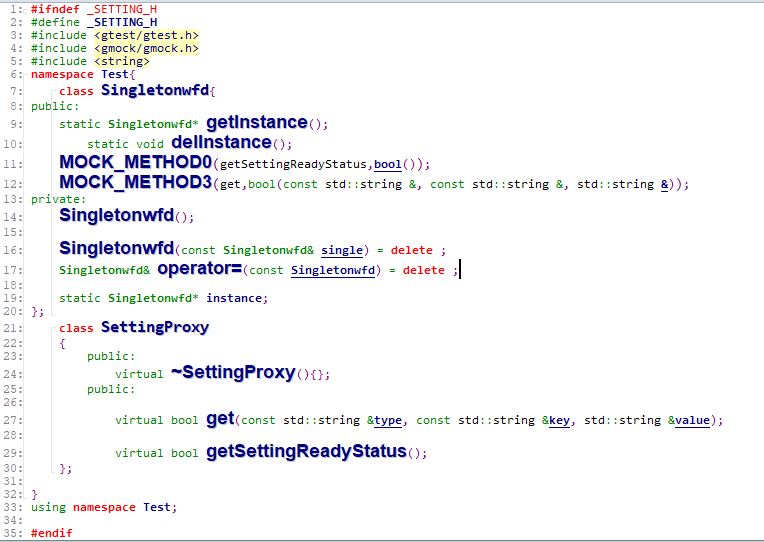 1: #ifndef _SETTING_H
2: #define _SETTING_H
3: #include <gtest/gtest.h>
4: #include <gmock/gmock.h>
5: #include <string>
6: namespace Test{
7: class Singletonwfd{
8: public:
9: static Singletonwfd* getInstance();
10: static void delInstance();
11: MOCK_METHOD0(getSettingReadyStatus,bool());
12: MOCK_METHOD3(get,bool(const std::string &, const std::string &, std::string &));
13: private:
14: Singletonwfd();
15:
16: Singletonwfd(const Singletonwfd& single) = delete ;
17: Singletonwfd& operator=(const Singletonwfd) = delete ;
18:
19: static Singletonwfd* instance;
20: };
21: class SettingProxy
22: {
23: public:
24: virtual ~SettingProxy(){};
25: public:
26:
27: virtual bool get(const std::string &type, const std::string &key, std::string &value);
28:
29: virtual bool getSettingReadyStatus();
30: };
31:
32: }
33: using namespace Test;
34:
35: #endif